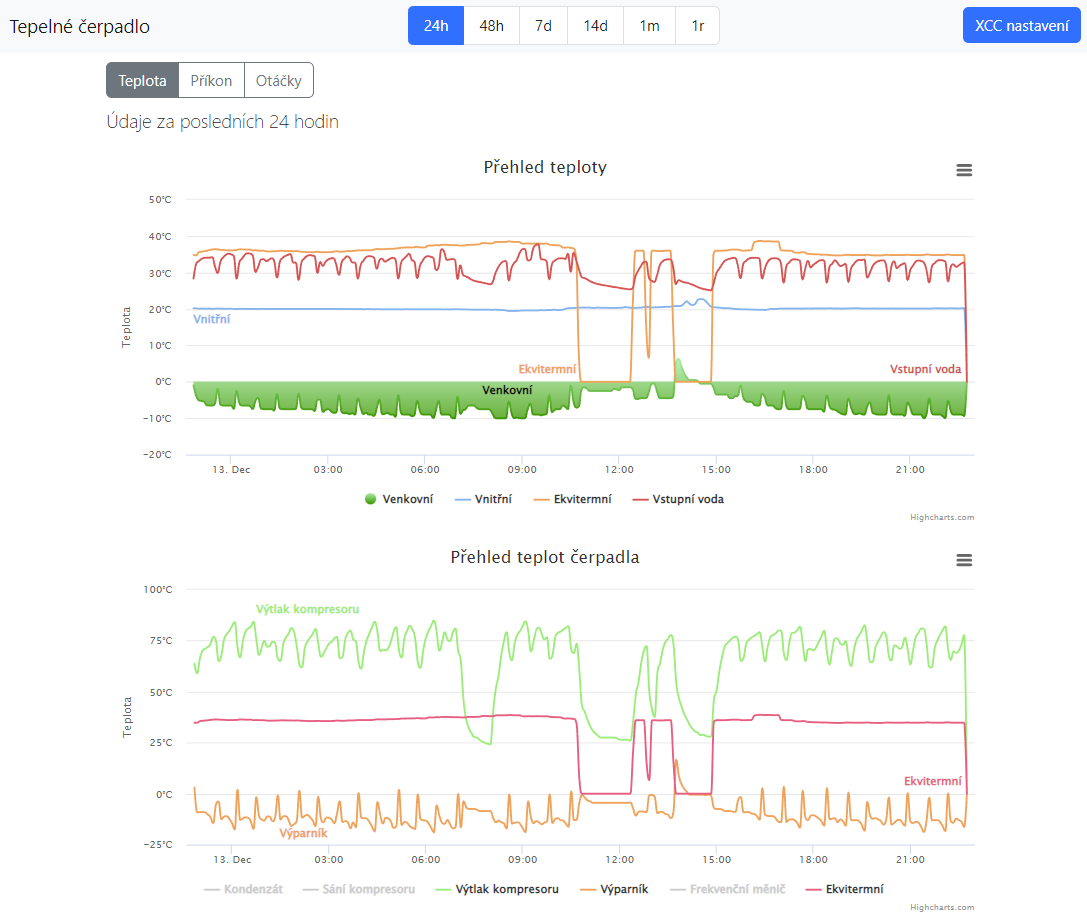 Tepelné čerpadlo
24h 48h 7d 14d 1m 1r
XCC nastavení
Teplota Příkon Otáčky
Údaje za posledních 24 hodin
Přehled teploty
50°C
40°C
30°C
20°C
10°C
0°C
−10°C
−20°C
Teplota
Vnitřní
Ekvitermní
Venkovní
Vstupní voda
13. Dec 03:00 06:00 09:00 12:00 15:00 18:00 21:00
Venkovní Vnitřní Ekvitermní Vstupní voda
Highcharts.com
Přehled teplot čerpadla
100°C
75°C
50°C
25°C
0°C
−25°C
Teplota
Výtlak kompresoru
Ekvitermní
Výparník
13. Dec 03:00 06:00 09:00 12:00 15:00 18:00 21:00
Kondenzát Sání kompresoru Výtlak kompresoru Výparník Frekvenční měnič Ekvitermní
Highcharts.com